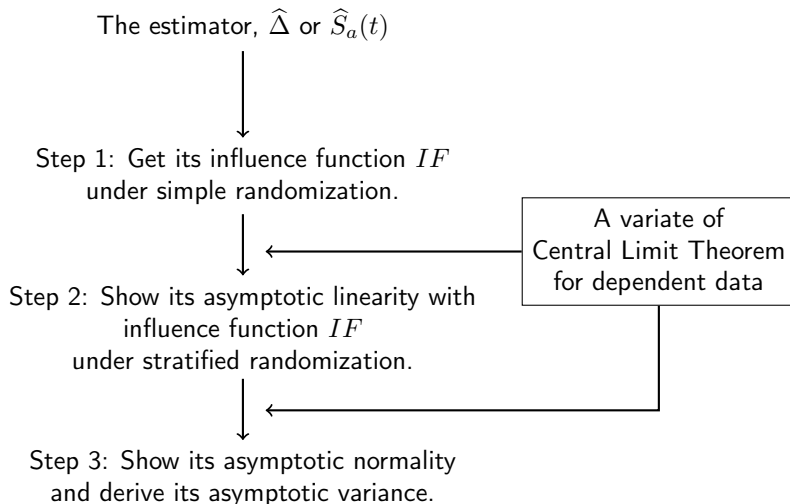 The estimator, Δ̂ or Ŝₐ(t)
Step 1: Get its influence function IF
under simple randomization.
A variate of
Central Limit Theorem
for dependent data
Step 2: Show its asymptotic linearity with
influence function IF
under stratified randomization.
Step 3: Show its asymptotic normality
and derive its asymptotic variance.